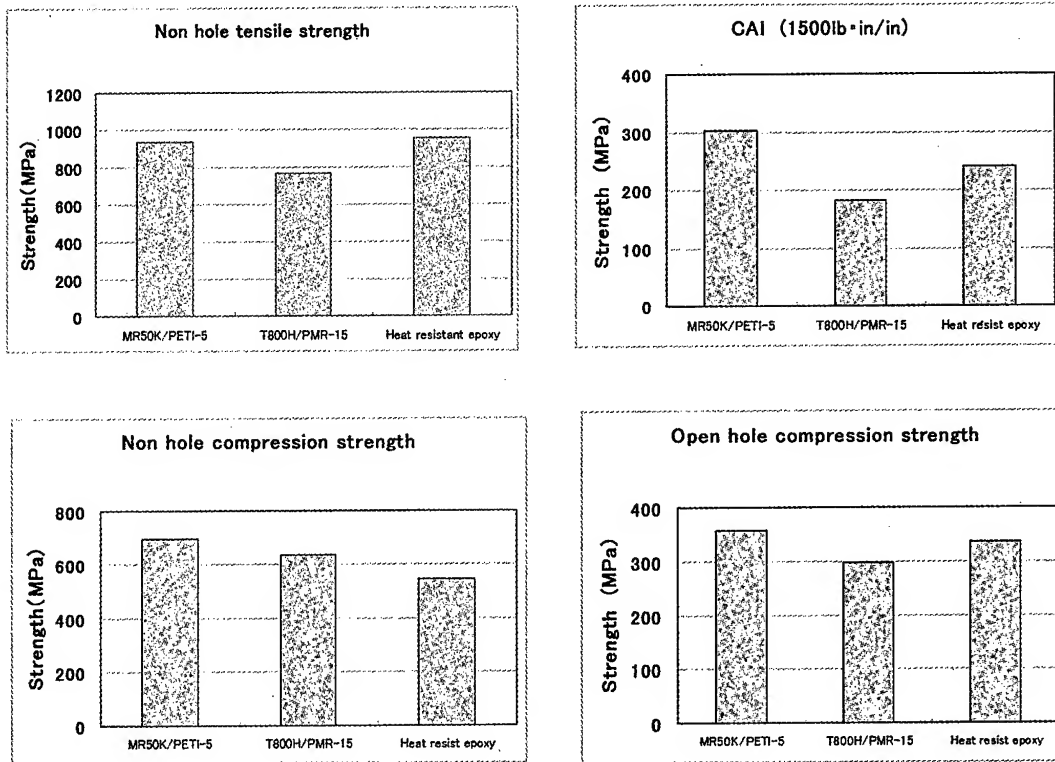 Non hole tensile strength
Strength(MPa)
1200
1000
800
600
400
200
0
MR50K/PETI-5 T800H/PMR-15 Heat resistant epoxy
CAI (1500lb・in/in)
Strength (MPa)
400
300
200
100
0
MR50K/PETI-5 T800H/PMR-15 Heat resist epoxy
Non hole compression strength
Strength(MPa)
800
600
400
200
0
MR50K/PETI-5 T800H/PMR-15 Heat resist epoxy
Open hole compression strength
Strength (MPa)
400
300
200
100
0
MR50K/PETI-5 T800H/PMR-15 Heat resist epoxy